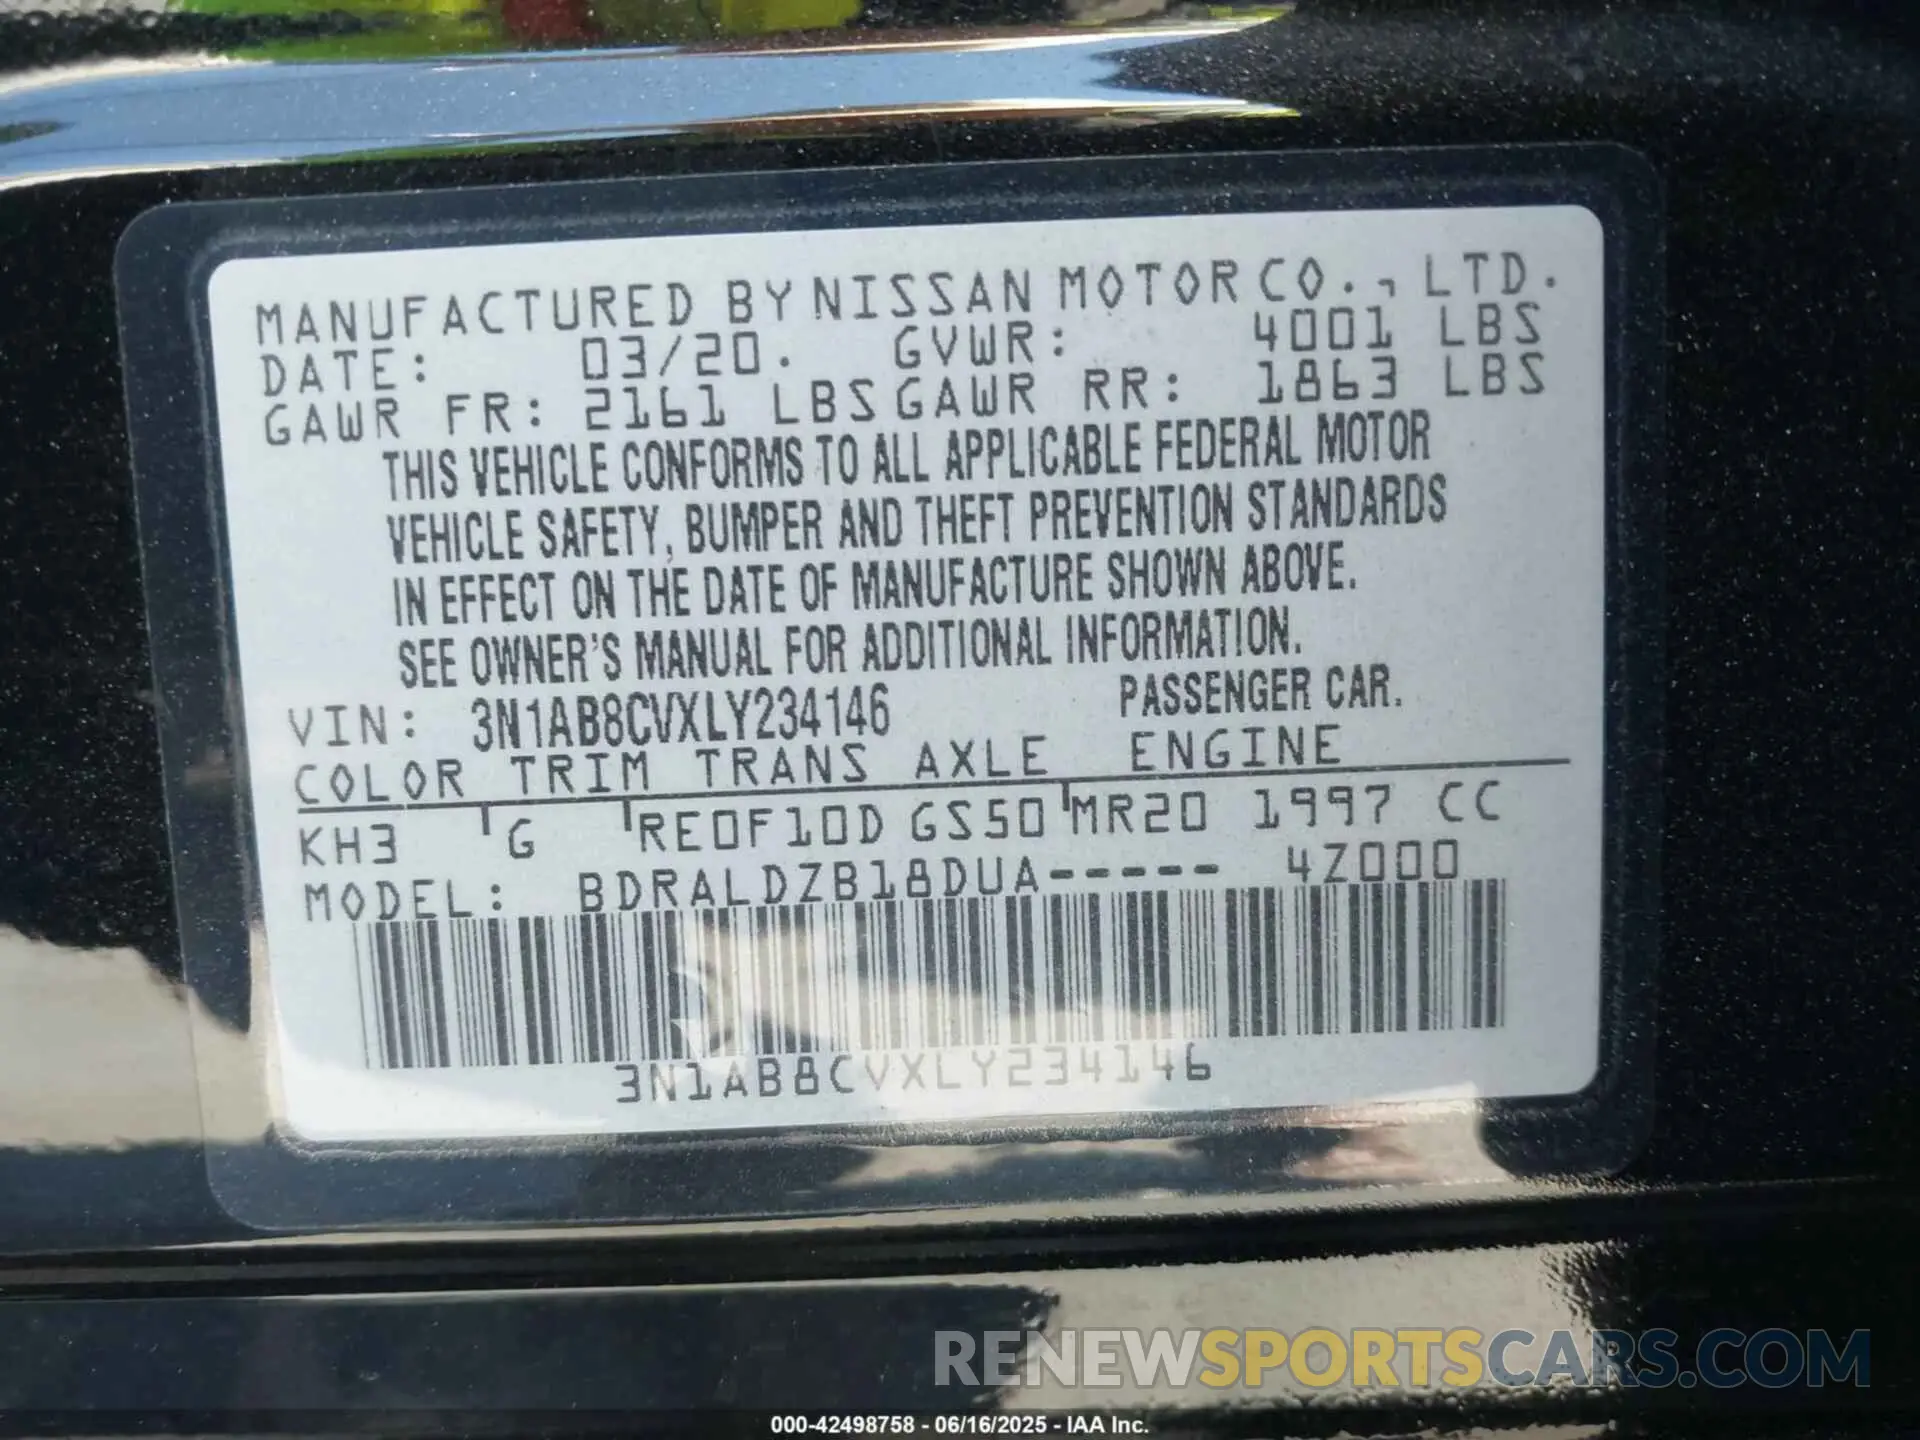 MANUFACTURED BY NISSAN MOTOR CO., LTD.
DATE: 03/20. GVWR: 4001 LBS
GAWR FR: 2161 LBS GAWR RR: 1863 LBS
THIS VEHICLE CONFORMS TO ALL APPLICABLE FEDERAL MOTOR
VEHICLE SAFETY, BUMPER AND THEFT PREVENTION STANDARDS
IN EFFECT ON THE DATE OF MANUFACTURE SHOWN ABOVE.
SEE OWNER'S MANUAL FOR ADDITIONAL INFORMATION.
VIN: 3N1AB8CVXLY234146 PASSENGER CAR.
COLOR TRIM TRANS AXLE ENGINE
KH3 G RE0F10D GS50 MR20 1997 CC
MODEL: BDRALDZB18DUA----- 4Z000
3N1AB8CVXLY234146
RENEWSPORTSCARS.COM
000-42498758 - 06/16/2025 - IAA Inc.